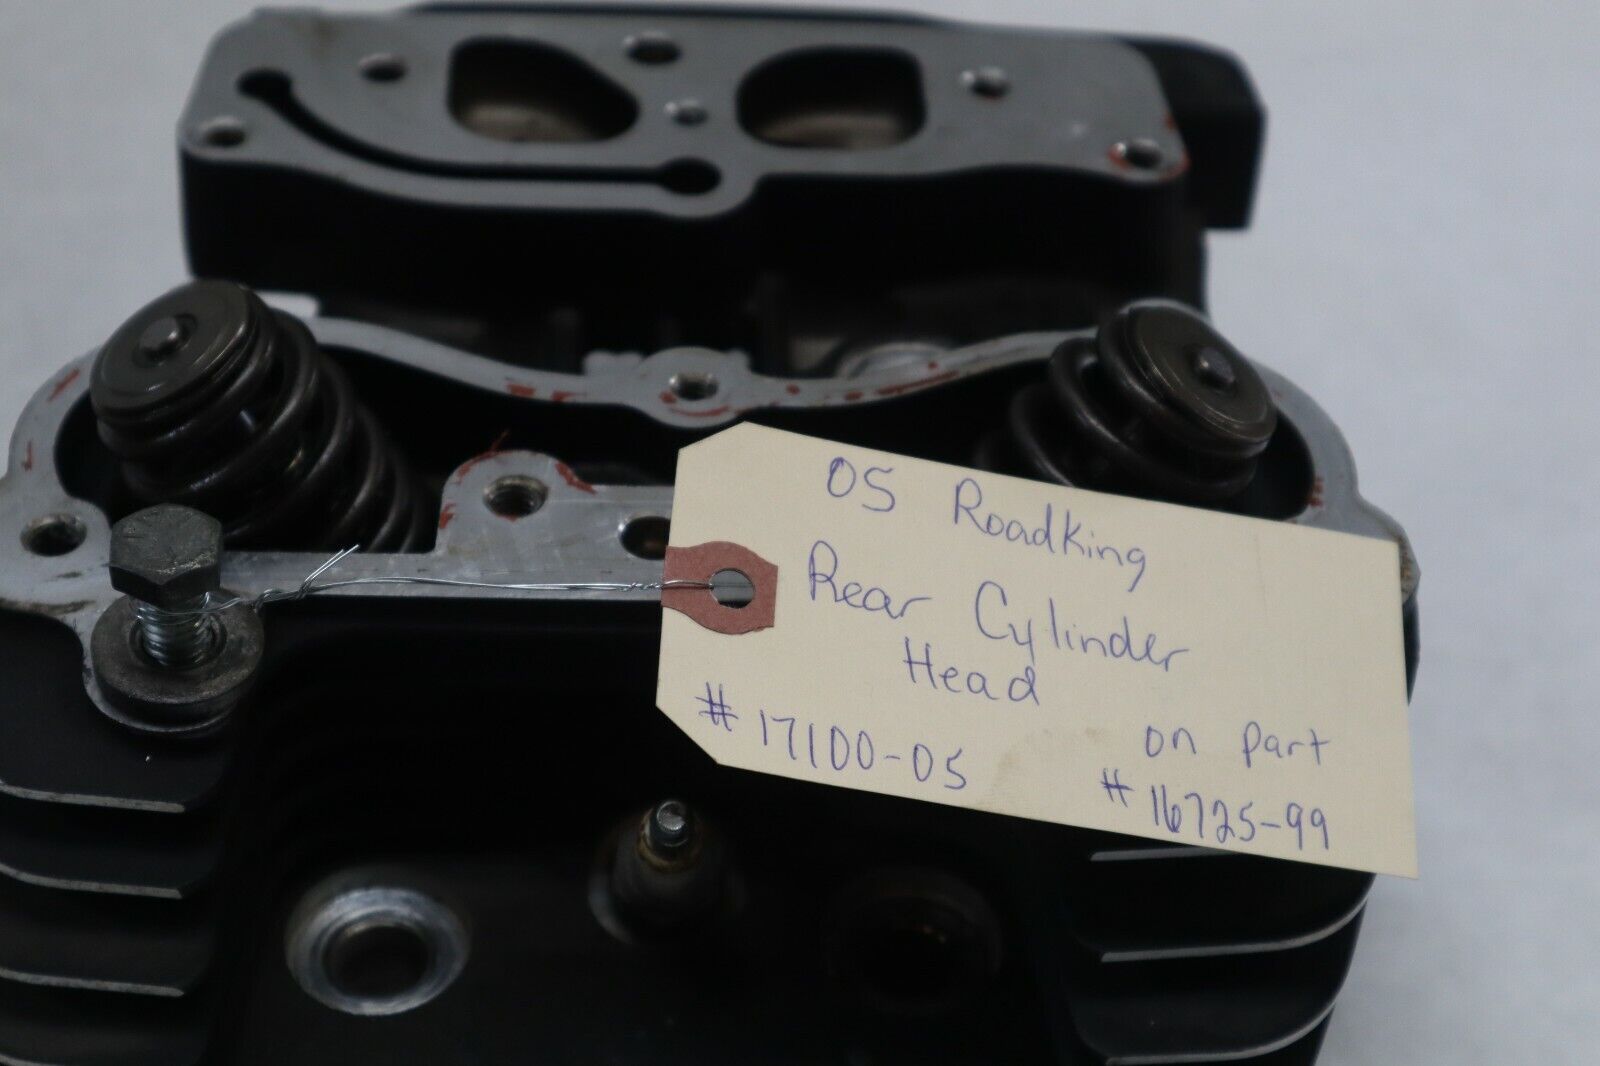 05 Roadking
Rear Cylinder
Head
# 17100-05
on part
# 16725-99